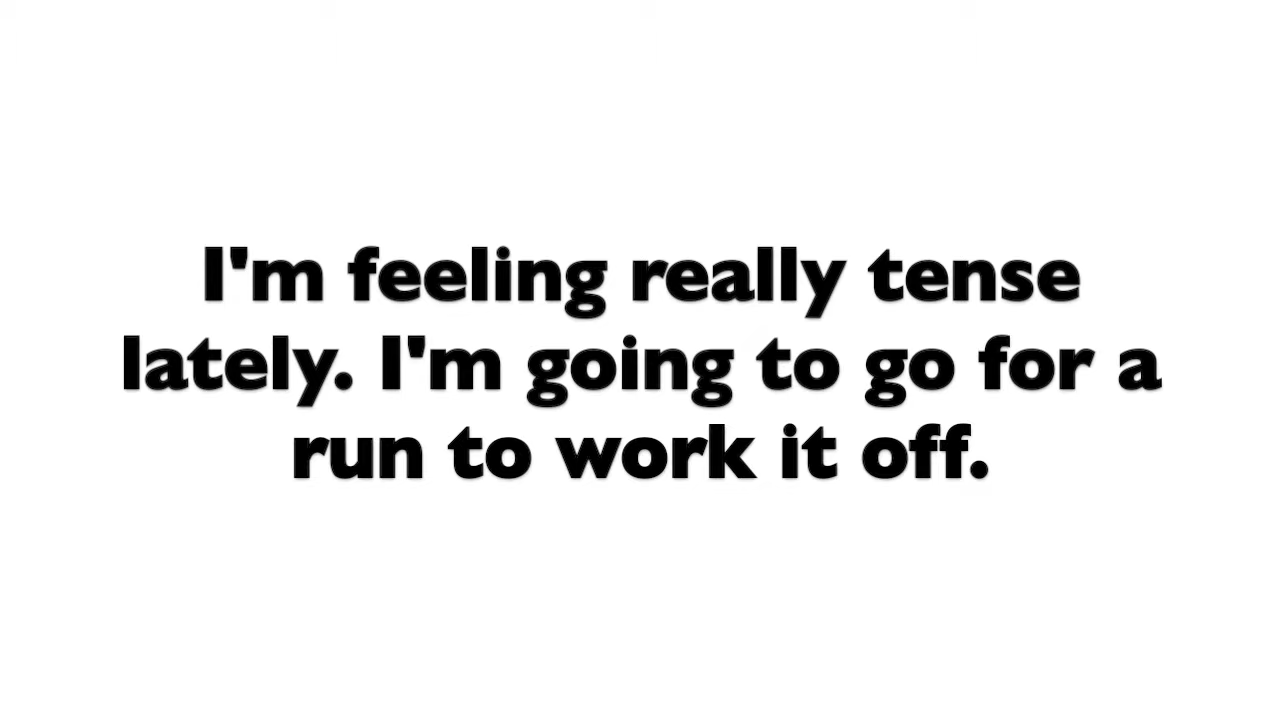 I'm feeling really tense
lately. I'm going to go for a
run to work it off.